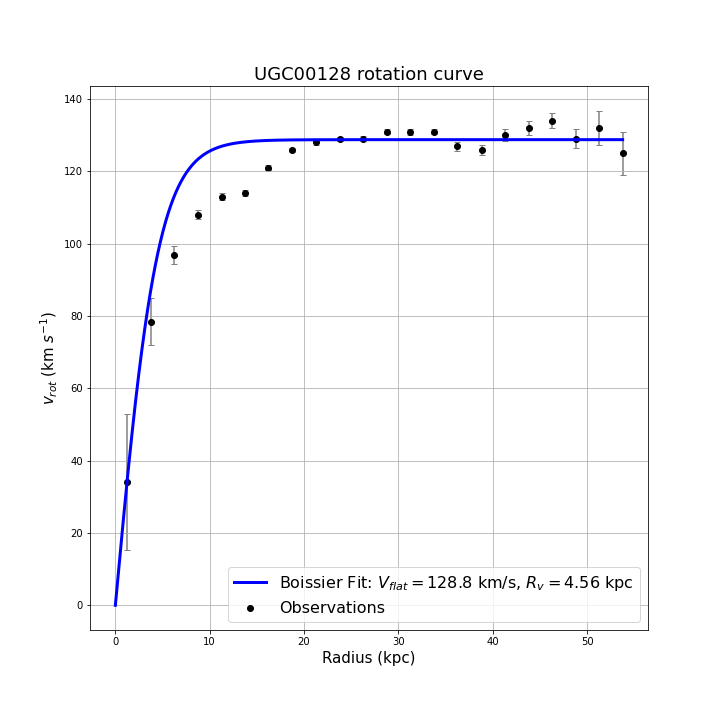 UGC00128 rotation curve
140
120
100
80
60
40
20
0
v_rot (km s⁻¹)
0 10 20 30 40 50
Radius (kpc)
Boissier Fit: V_flat = 128.8 km/s, R_v = 4.56 kpc
Observations